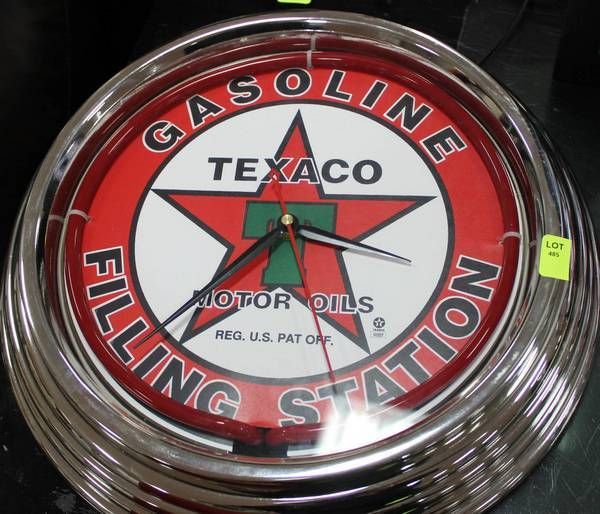 GASOLINE
TEXACO
T
MOTOR OILS
REG. U.S. PAT OFF.
FILLING STATION
LOT
485